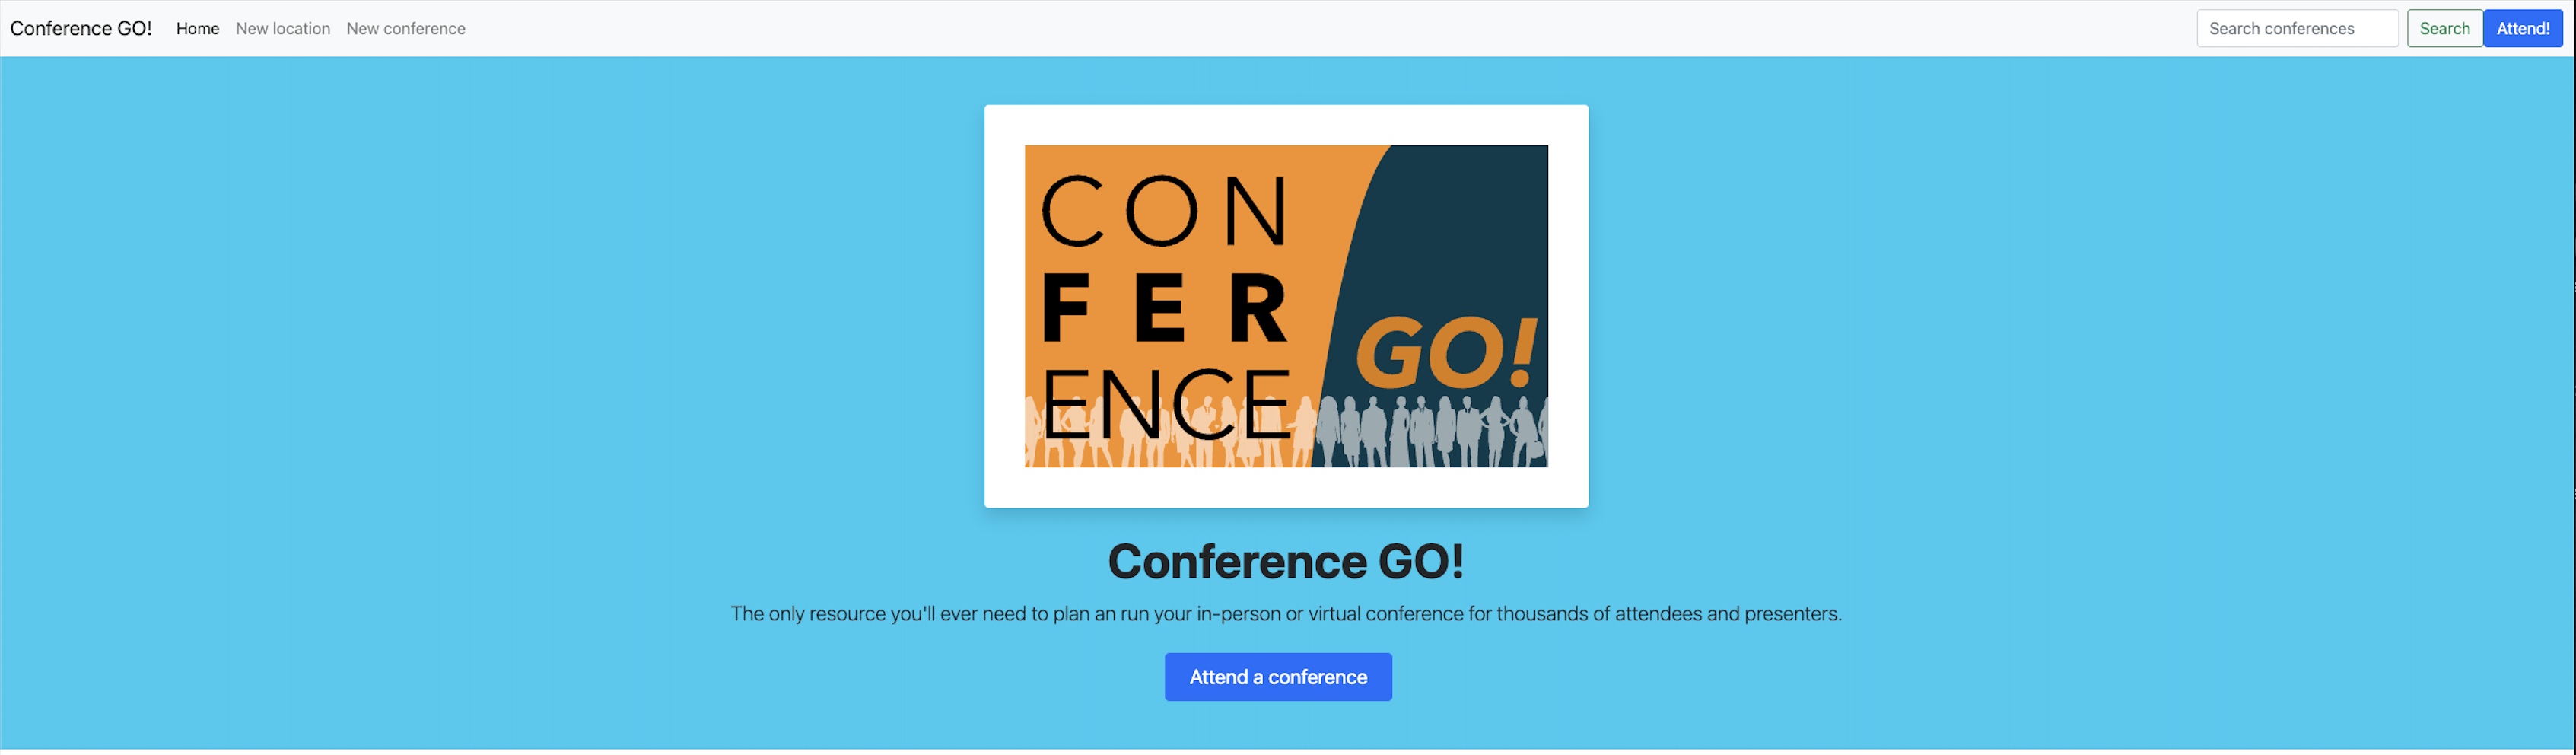 Conference GO! Home New location New conference Search conferences Search Attend!
CON
FER
ENCE
GO!
Conference GO!
The only resource you'll ever need to plan an run your in-person or virtual conference for thousands of attendees and presenters.
Attend a conference